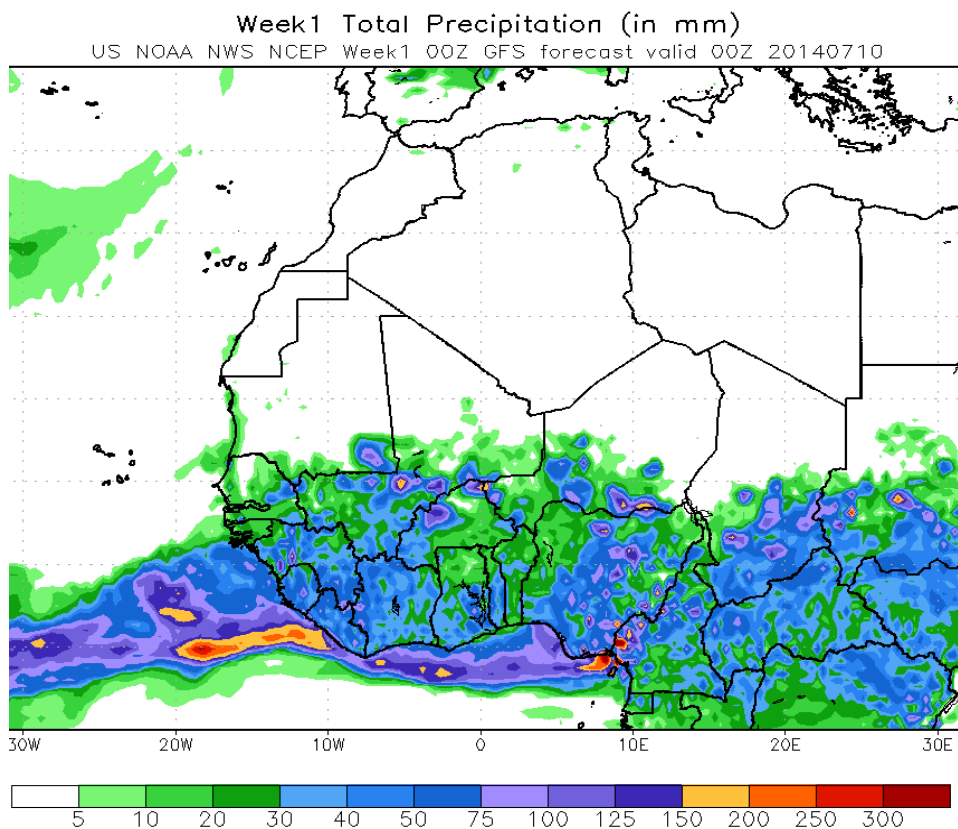 Week1 Total Precipitation (in mm)
US NOAA NWS NCEP Week1 00Z GFS forecast valid 00Z 20140710
30W 20W 10W 0 10E 20E 30E
5 10 20 30 40 50 75 100 125 150 200 250 300